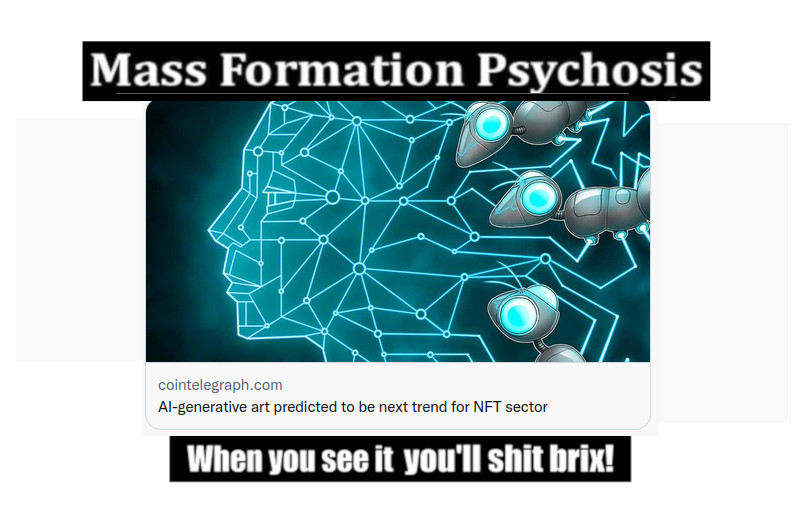 Mass Formation Psychosis
cointelegraph.com
AI-generative art predicted to be next trend for NFT sector
When you see it you'll shit brix!